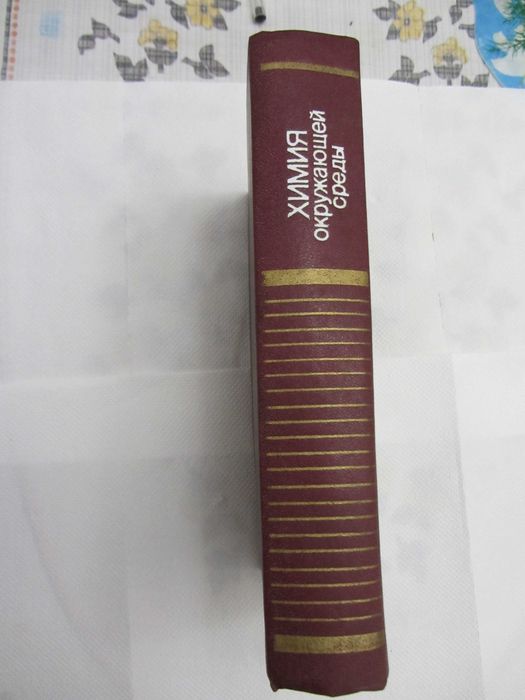 ХИМИЯ
окружающей
среды